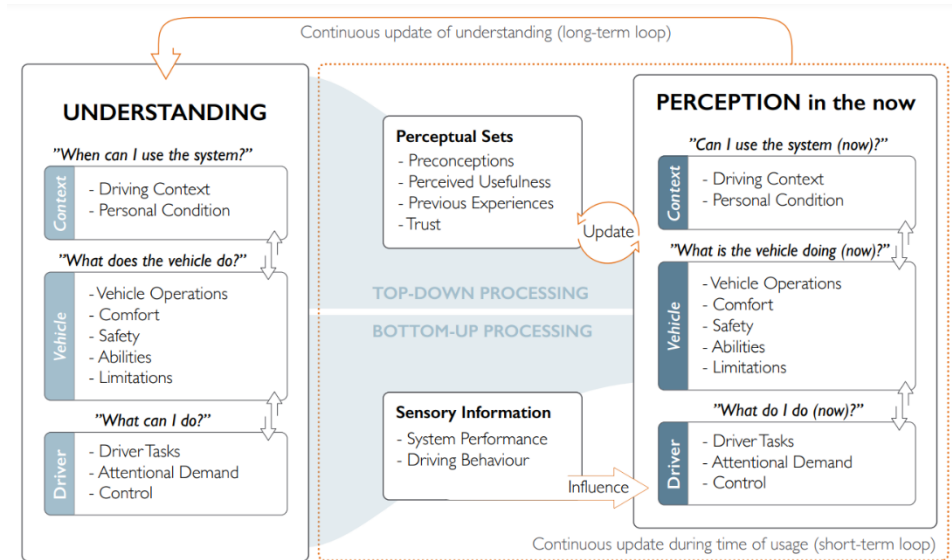 Continuous update of understanding (long-term loop)
UNDERSTANDING
"When can I use the system?"
Context
- Driving Context
- Personal Condition
"What does the vehicle do?"
Vehicle
- Vehicle Operations
- Comfort
- Safety
- Abilities
- Limitations
"What can I do?"
Driver
- Driver Tasks
- Attentional Demand
- Control
Perceptual Sets
- Preconceptions
- Perceived Usefulness
- Previous Experiences
- Trust
Update
TOP-DOWN PROCESSING
BOTTOM-UP PROCESSING
Sensory Information
- System Performance
- Driving Behaviour
Influence
PERCEPTION in the now
"Can I use the system (now)?"
Context
- Driving Context
- Personal Condition
"What is the vehicle doing (now)?"
Vehicle
- Vehicle Operations
- Comfort
- Safety
- Abilities
- Limitations
"What do I do (now)?"
Driver
- Driver Tasks
- Attentional Demand
- Control
Continuous update during time of usage (short-term loop)